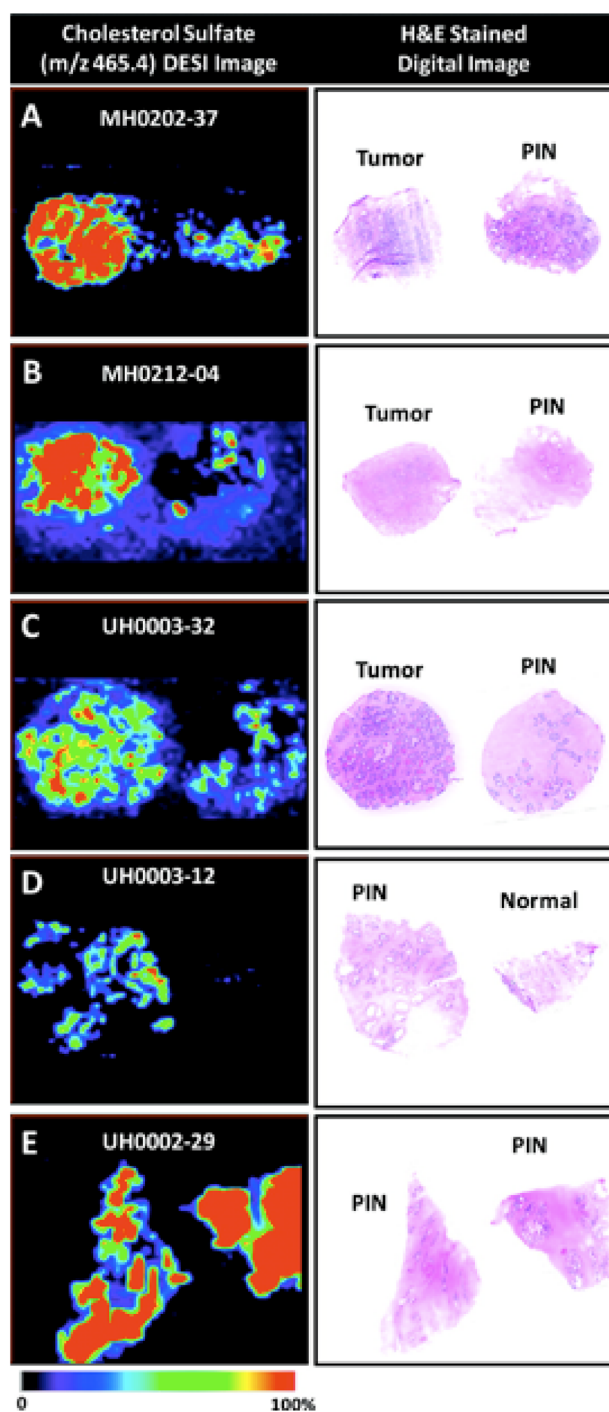 Cholesterol Sulfate
(m/z 465.4) DESI Image
H&E Stained
Digital Image
A
MH0202-37
Tumor
PIN
B
MH0212-04
Tumor
PIN
C
UH0003-32
Tumor
PIN
D
UH0003-12
PIN
Normal
E
UH0002-29
PIN
PIN
0
100%